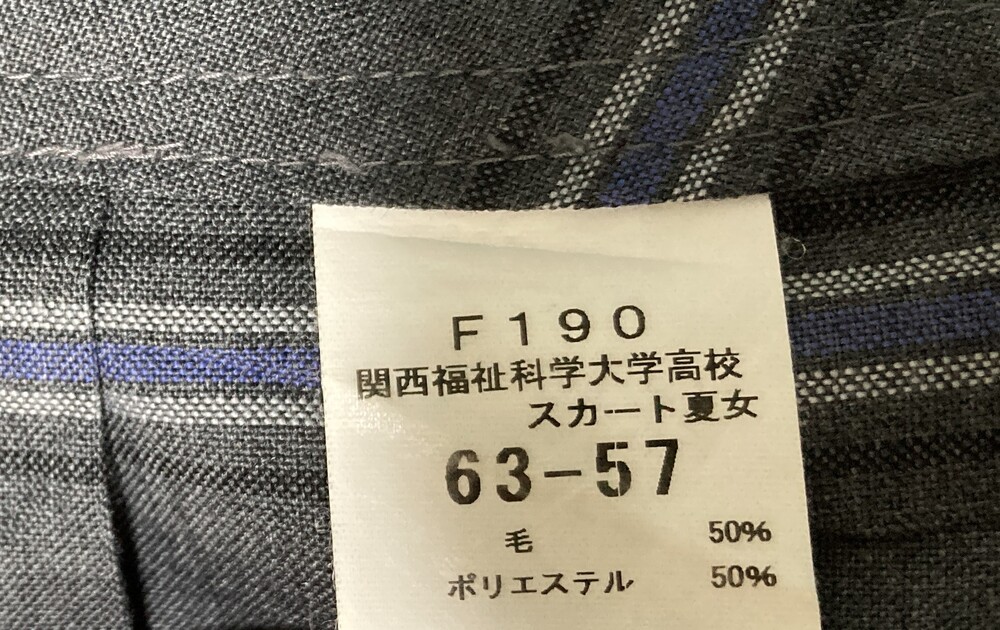 F190
関西福祉科学大学高校
スカート夏女
63-57
毛 50%
ポリエステル 50%